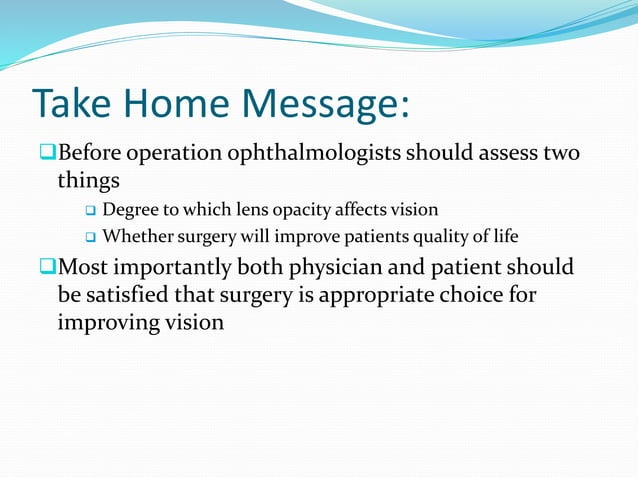 Take Home Message:
Before operation ophthalmologists should assess two
things
Degree to which lens opacity affects vision
Whether surgery will improve patients quality of life
Most importantly both physician and patient should
be satisfied that surgery is appropriate choice for
improving vision